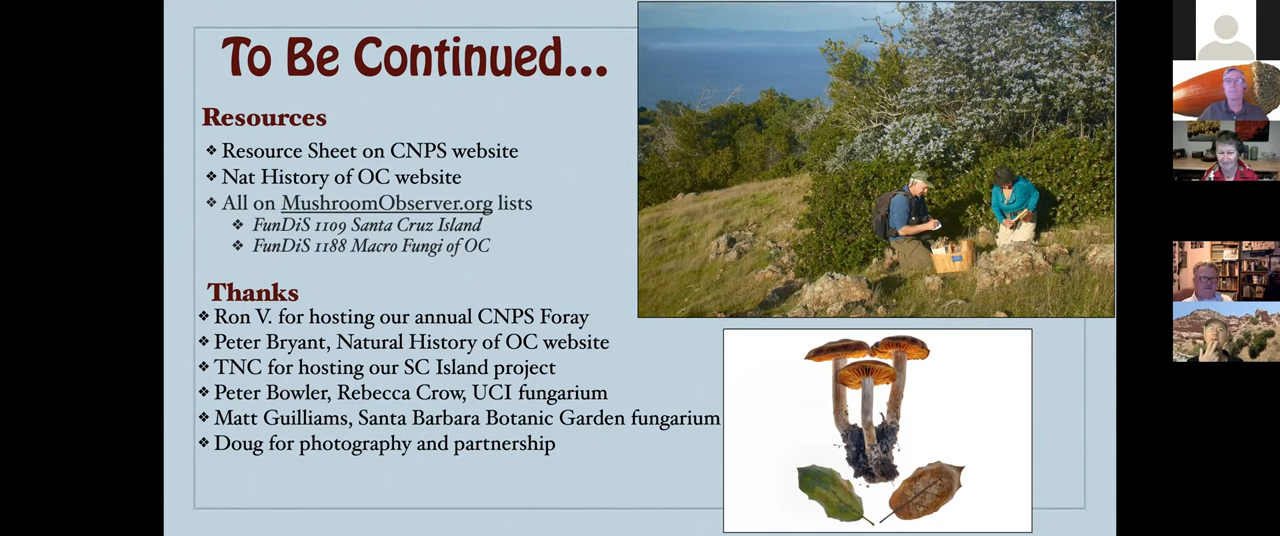 To Be Continued...
Resources
❖ Resource Sheet on CNPS website
❖ Nat History of OC website
❖ All on MushroomObserver.org lists
❖ FunDiS 1109 Santa Cruz Island
❖ FunDiS 1188 Macro Fungi of OC
Thanks
❖ Ron V. for hosting our annual CNPS Foray
❖ Peter Bryant, Natural History of OC website
❖ TNC for hosting our SC Island project
❖ Peter Bowler, Rebecca Crow, UCI fungarium
❖ Matt Guilliams, Santa Barbara Botanic Garden fungarium
❖ Doug for photography and partnership